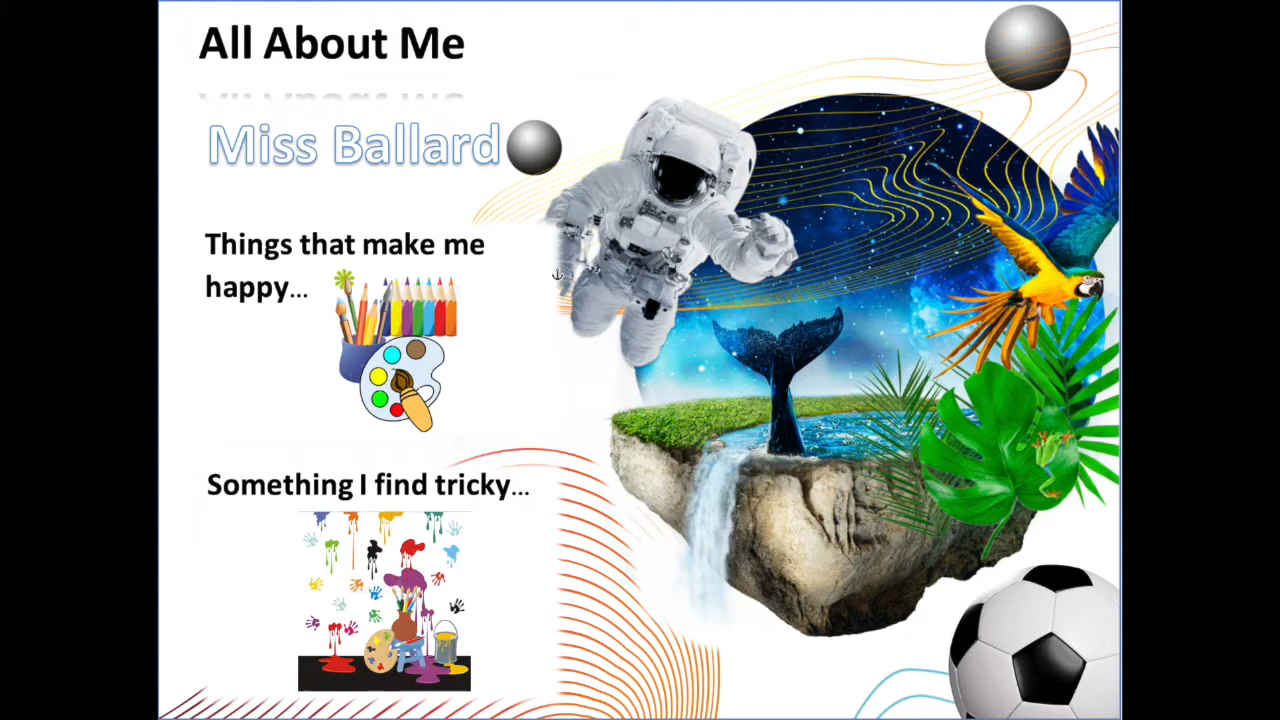 All About Me
Miss Ballard
Things that make me
happy...
Something I find tricky...